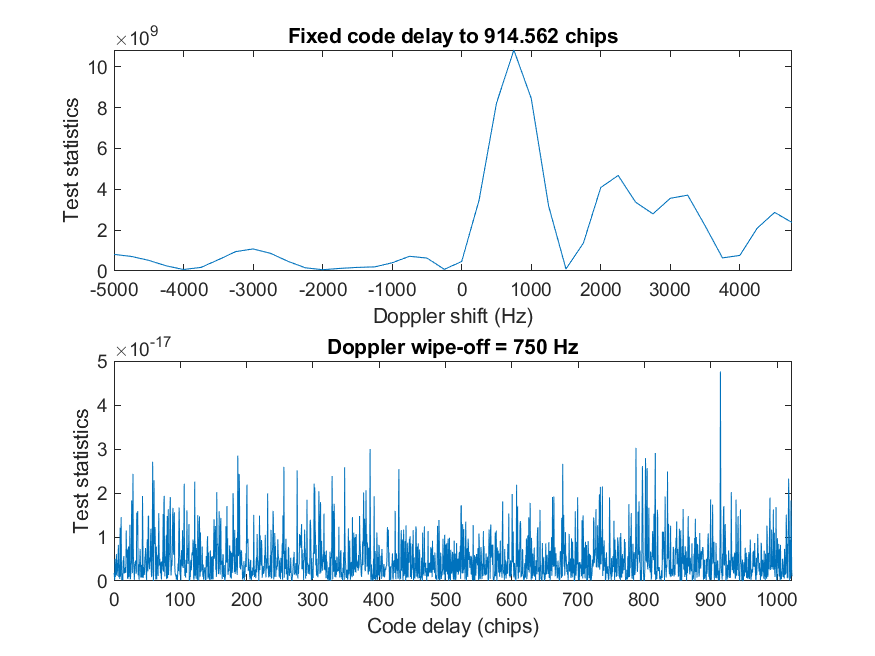 ×10^9
Fixed code delay to 914.562 chips
10
8
6
4
2
0
Test statistics
-5000 -4000 -3000 -2000 -1000 0 1000 2000 3000 4000
Doppler shift (Hz)
×10^-17
Doppler wipe-off = 750 Hz
5
4
3
2
1
0
Test statistics
0 100 200 300 400 500 600 700 800 900 1000
Code delay (chips)